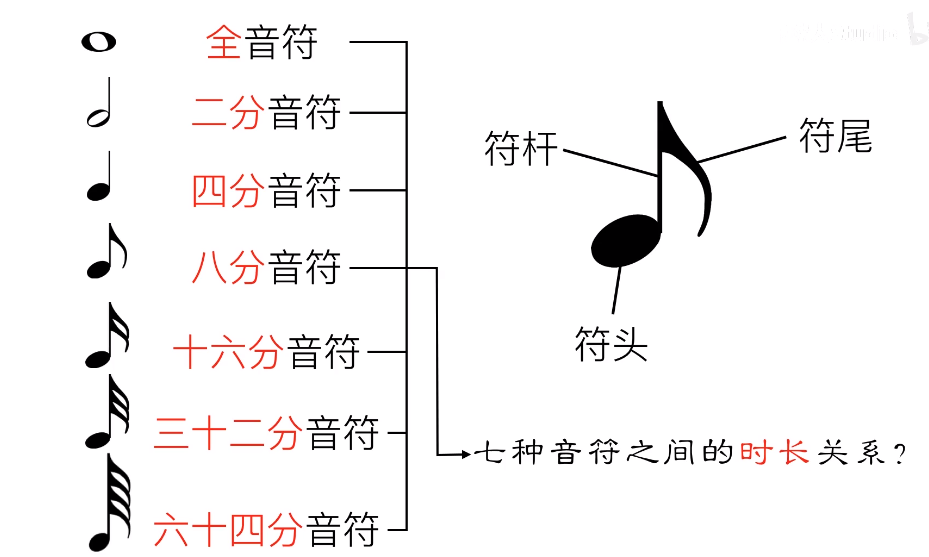 全音符
二分音符
四分音符
八分音符
十六分音符
三十二分音符
六十四分音符
符杆
符尾
符头
七种音符之间的时长关系?